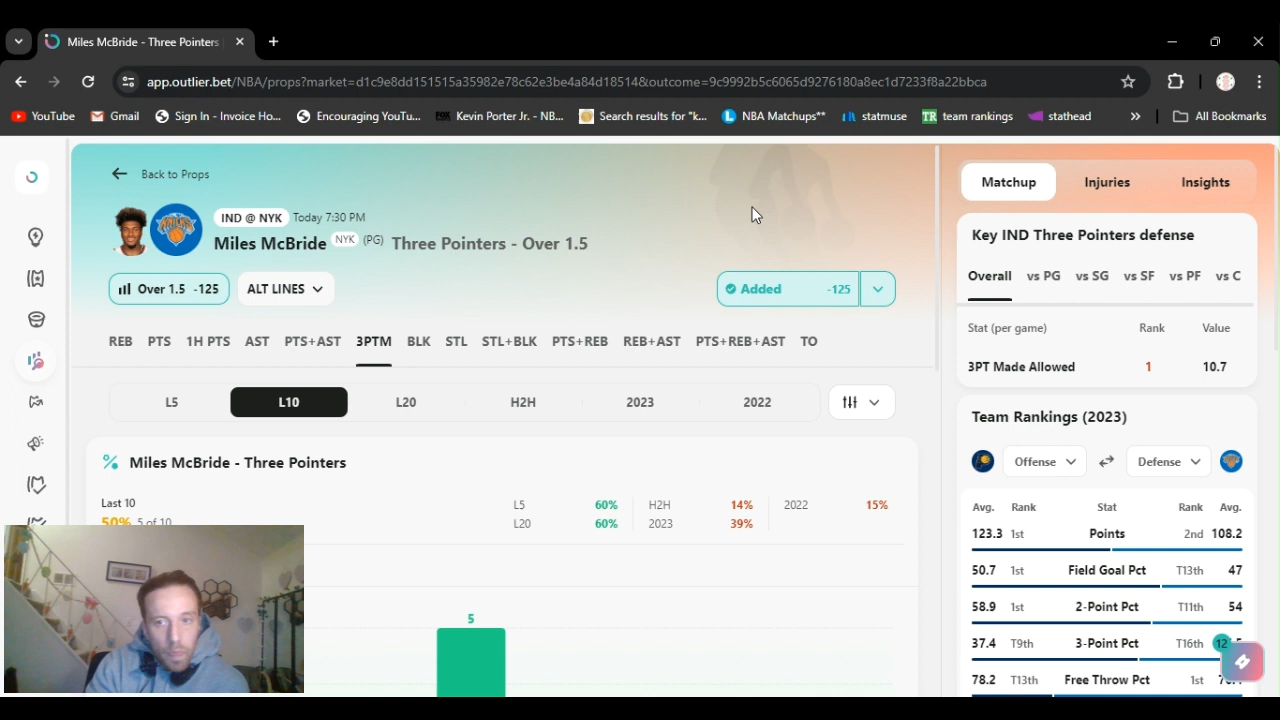 Miles McBride - Three Pointers
app.outlier.bet/NBA/props?market=d1c9e8dd151515a35982e78c62e3be4a84d18514&outcome=9c9992b5c6065d9276180a8ec1d7233f8a22bbca
YouTube Gmail Sign In - Invoice Ho... Encouraging YouTu... FOX Kevin Porter Jr. - NB... Search results for "k... NBA Matchups** statmuse TR team rankings stathead » All Bookmarks
Back to Props
IND @ NYK Today 7:30 PM
Miles McBride NYK (PG) Three Pointers - Over 1.5
Over 1.5 -125 ALT LINES Added -125
REB PTS 1H PTS AST PTS+AST 3PTM BLK STL STL+BLK PTS+REB REB+AST PTS+REB+AST TO
L5 L10 L20 H2H 2023 2022
Miles McBride - Three Pointers
Last 10
50% 5 of 10
L5 60% H2H 14% 2022 15%
L20 60% 2023 39%
5
Matchup Injuries Insights
Key IND Three Pointers defense
Overall vs PG vs SG vs SF vs PF vs C
Stat (per game) Rank Value
3PT Made Allowed 1 10.7
Team Rankings (2023)
Offense Defense
Avg. Rank Stat Rank Avg.
123.3 1st Points 2nd 108.2
50.7 1st Field Goal Pct T13th 47
58.9 1st 2-Point Pct T11th 54
37.4 T9th 3-Point Pct T16th
78.2 T13th Free Throw Pct 1st